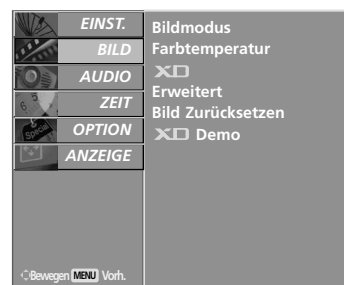 EINST.
BILD
AUDIO
ZEIT
OPTION
ANZEIGE
Bildmodus
Farbtemperatur
XD
Erweitert
Bild Zurücksetzen
XD Demo
Bewegen MENU Vorh.